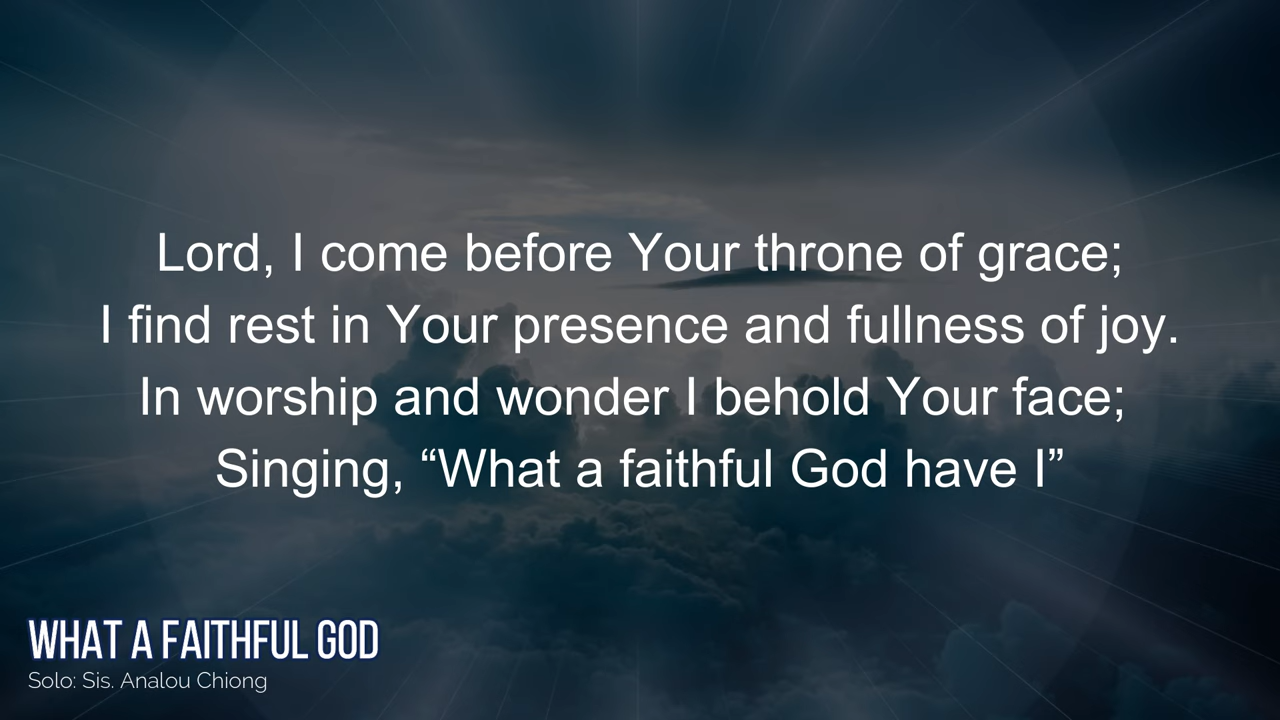 Lord, I come before Your throne of grace;
I find rest in Your presence and fullness of joy.
In worship and wonder I behold Your face;
Singing, “What a faithful God have I”
WHAT A FAITHFUL GOD
Solo: Sis. Analou Chiong